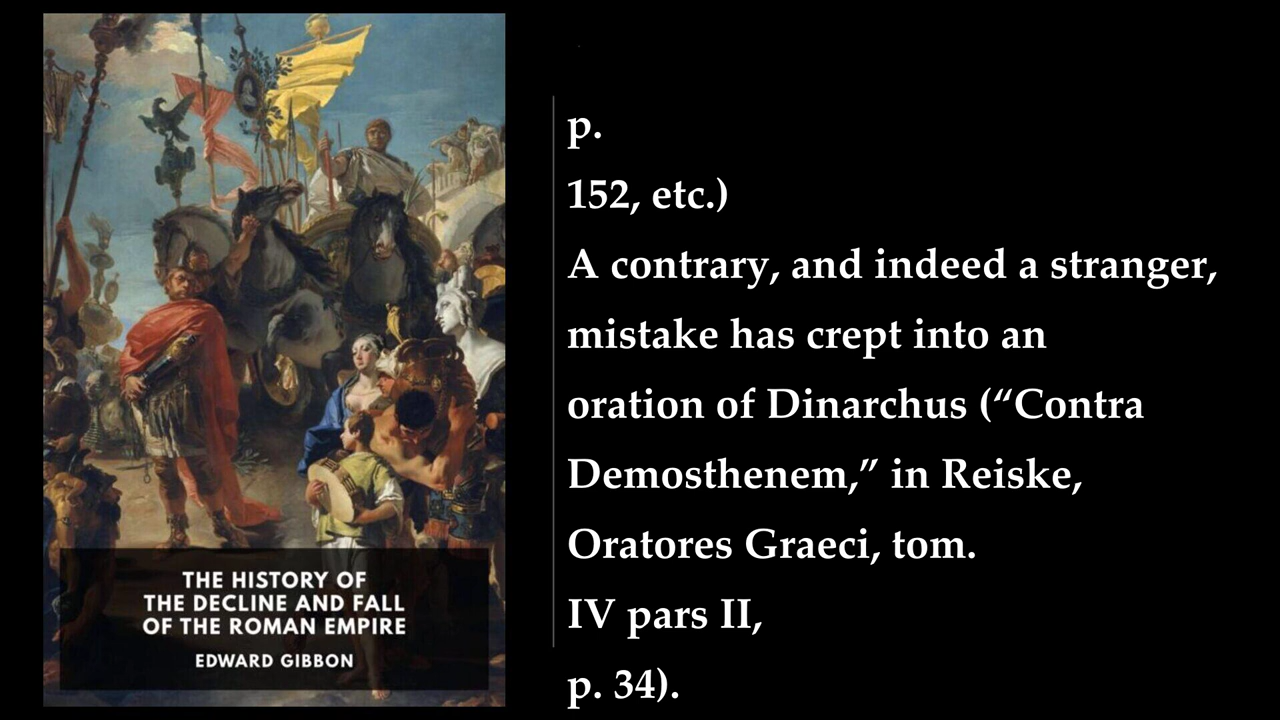 THE HISTORY OF
THE DECLINE AND FALL
OF THE ROMAN EMPIRE
EDWARD GIBBON
p.
152, etc.)
A contrary, and indeed a stranger,
mistake has crept into an
oration of Dinarchus (“Contra
Demosthenem,” in Reiske,
Oratores Graeci, tom.
IV pars II,
p. 34).